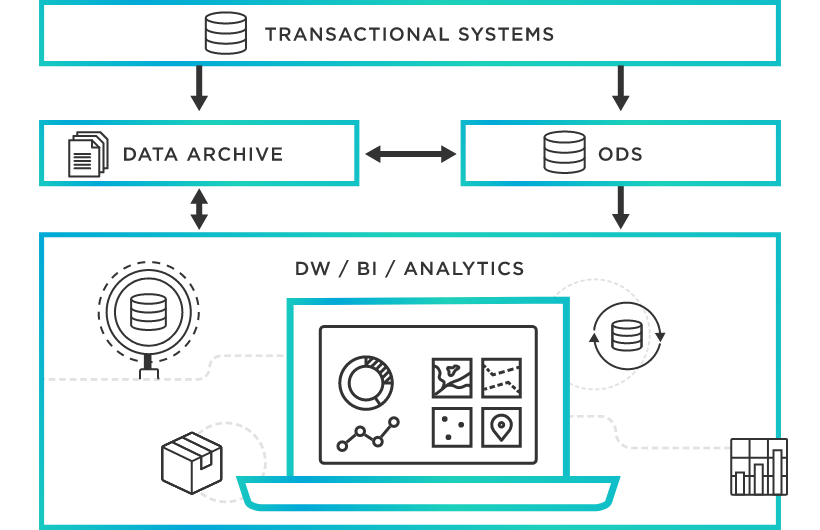 TRANSACTIONAL SYSTEMS
DATA ARCHIVE
ODS
DW / BI / ANALYTICS